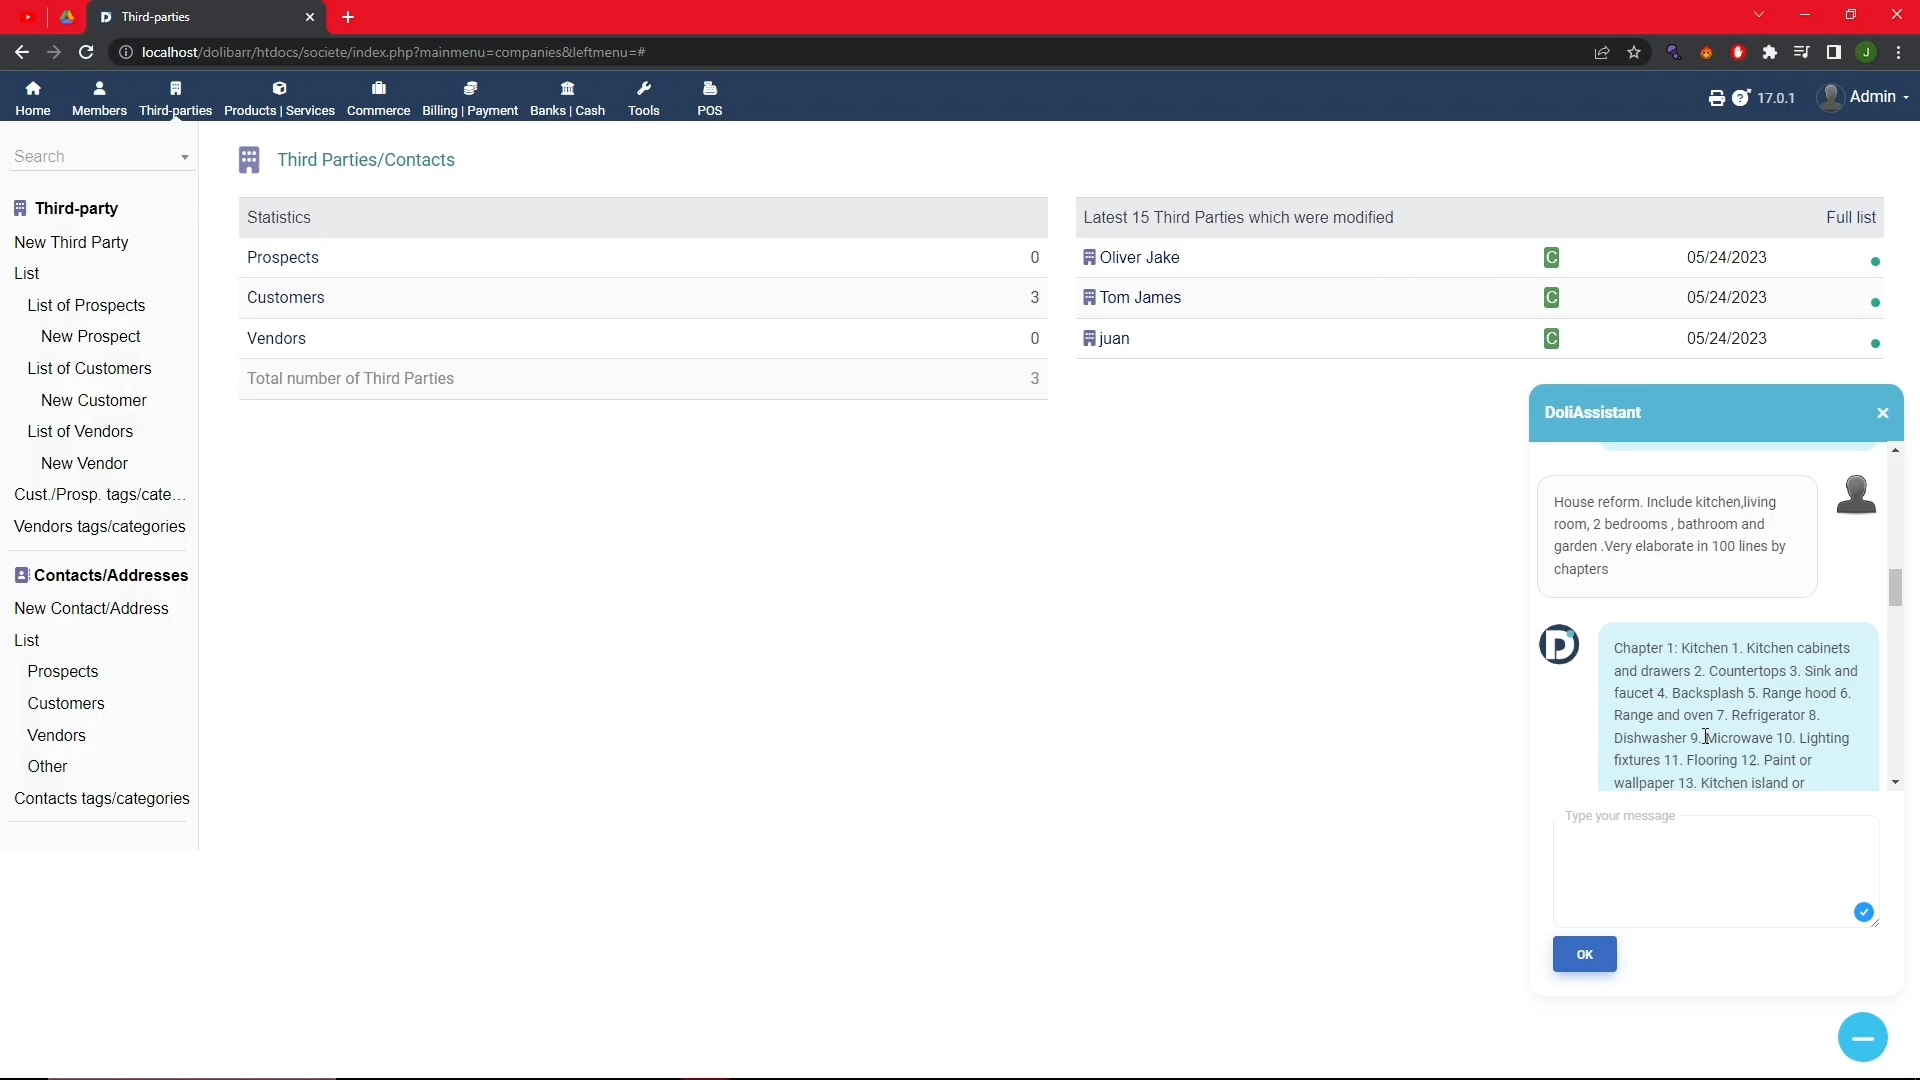 Third-parties
localhost/dolibarr/htdocs/societe/index.php?mainmenu=companies&leftmenu=#
J
Home
Members
Third-parties
Products | Services
Commerce
Billing | Payment
Banks | Cash
Tools
POS
17.0.1
Admin
Search
Third-party
New Third Party
List
List of Prospects
New Prospect
List of Customers
New Customer
List of Vendors
New Vendor
Cust./Prosp. tags/cate...
Vendors tags/categories
Contacts/Addresses
New Contact/Address
List
Prospects
Customers
Vendors
Other
Contacts tags/categories
Third Parties/Contacts
Statistics
Prospects 0
Customers 3
Vendors 0
Total number of Third Parties 3
Latest 15 Third Parties which were modified Full list
Oliver Jake C 05/24/2023
Tom James C 05/24/2023
juan C 05/24/2023
DoliAssistant
House reform. Include kitchen,living
room, 2 bedrooms , bathroom and
garden .Very elaborate in 100 lines by
chapters
D
Chapter 1: Kitchen 1. Kitchen cabinets
and drawers 2. Countertops 3. Sink and
faucet 4. Backsplash 5. Range hood 6.
Range and oven 7. Refrigerator 8.
Dishwasher 9. Microwave 10. Lighting
fixtures 11. Flooring 12. Paint or
wallpaper 13. Kitchen island or
Type your message
OK